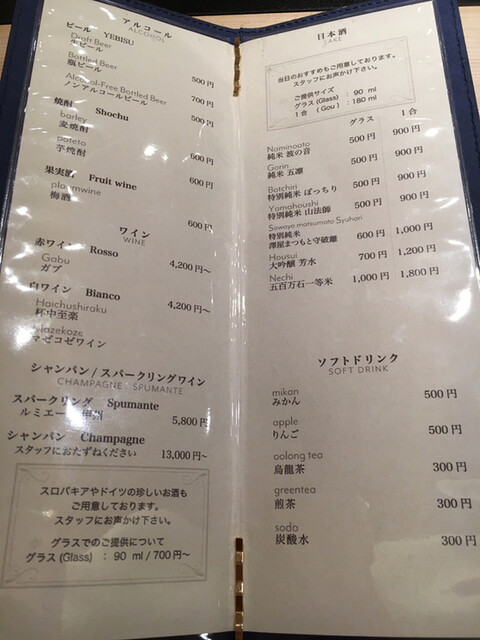 アルコール
ALCOHOL
ビール YEBISU
Draft Beer
生ビール
Bottled Beer
瓶ビール 500円
Alcohol-Free Bottled Beer 700円
ノンアルコールビール
焼酎 Shochu 500円
barley
麦焼酎
potato 600円
芋焼酎
果実酒 Fruit wine 600円
plumwine
梅酒
600円
ワイン
WINE
赤ワイン Rosso
Gabu 4,200円～
ガブ
白ワイン Bianco
Haichushiraku 4,200円～
杯中至楽
Mazekoze
マゼコゼワイン
シャンパン / スパークリングワイン
CHAMPAGNE · SPUMANTE
スパークリング Spumante
ルミエール 5,800円
シャンパン Champagne
スタッフにおたずねください 13,000円～
スロバキアやドイツの珍しいお酒も
ご用意しております。
スタッフにお声かけ下さい。
グラスでのご提供について
グラス(Glass) : 90 ml / 700円～
日本酒
SAKE
当日のおすすめもご用意しております。
スタッフにお声かけ下さい。
ご提供サイズ
グラス(Glass) : 90 ml
1合 (Gou) : 180 ml
グラス 1合
Naminooto
純米 波の音 500円 900円
Gorin
純米 五凛 500円 900円
Batchiri
特別純米 ばっちり 500円 900円
Yamahoushi
特別純米 山法師 500円 900円
Sawaya matsumoto Syuhari
特別純米
澤屋まつもと守破離 600円 1,000円
Housui
大吟醸 芳水 700円 1,200円
Nechi
五百万石一等米 1,000円 1,800円
ソフトドリンク
SOFT DRINK
mikan
みかん 500円
apple
りんご 500円
oolong tea
烏龍茶 300円
greentea
煎茶 300円
soda
炭酸水 300円